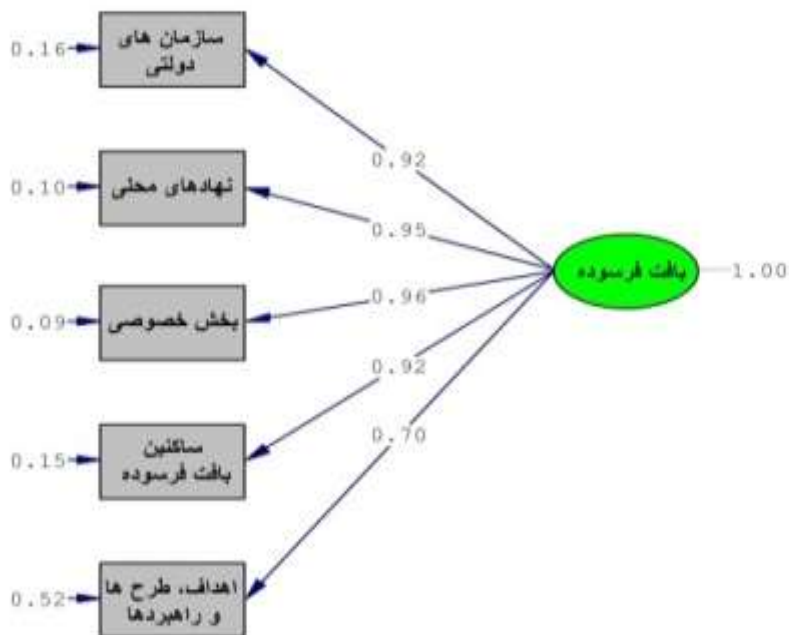 0.16
سازمان های
دولتی
0.92
0.10
نهادهای محلی
0.95
بافت فرسوده
1.00
0.96
0.09
بخش خصوصی
0.92
0.15
ساکنین
بافت فرسوده
0.70
0.52
اهداف، طرح ها
و راهبردها